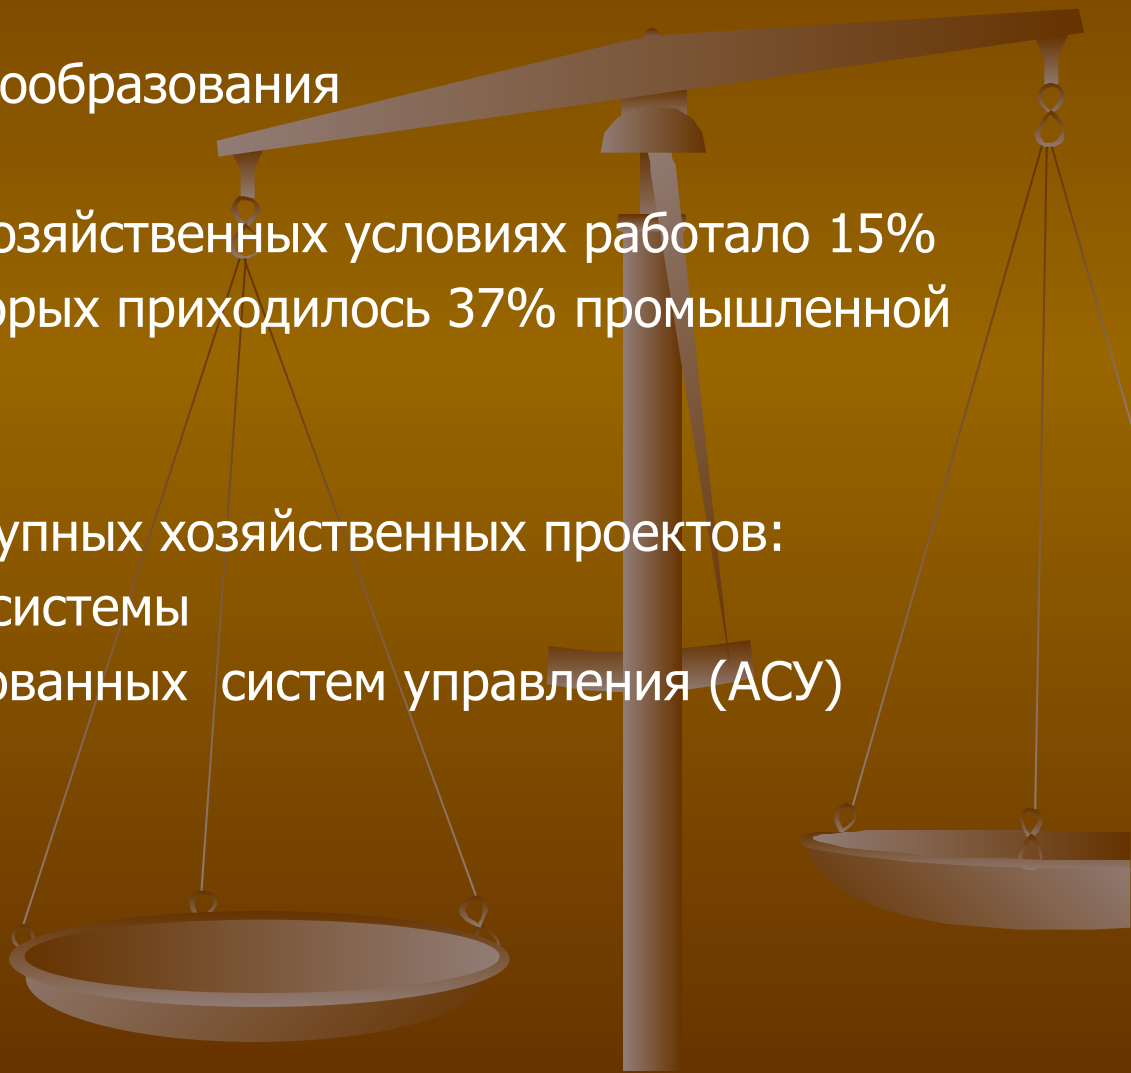 ообразования
озяйственных условиях работало 15%
орых приходилось 37% промышленной
упных хозяйственных проектов:
системы
ованных систем управления (АСУ)